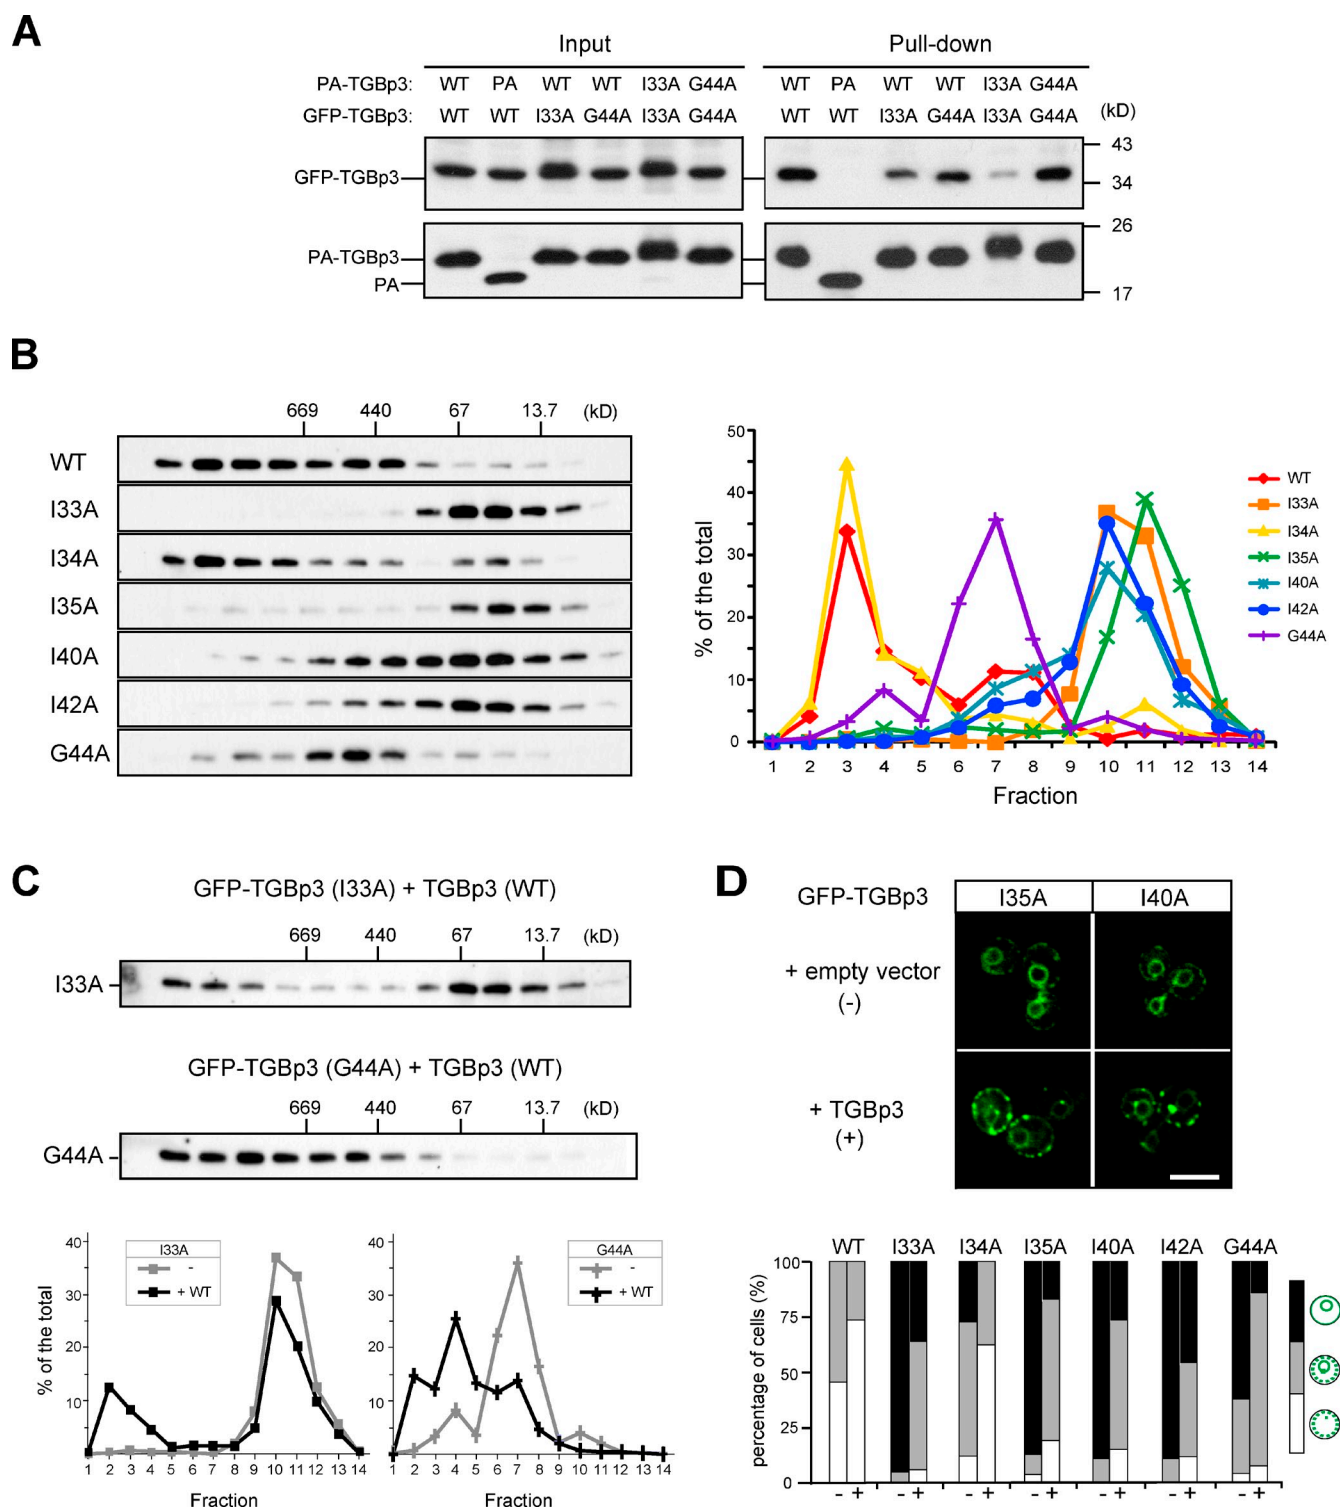 A
Input Pull-down
PA-TGBp3: WT PA WT WT I33A G44A WT PA WT WT I33A G44A
GFP-TGBp3: WT WT I33A G44A I33A G44A WT WT I33A G44A I33A G44A (kD)
43
GFP-TGBp3
34
26
PA-TGBp3
PA
17
B
669 440 67 13.7 (kD)
WT
I33A
I34A
I35A
I40A
I42A
G44A
% of the total
50
40
30
20
10
0
1 2 3 4 5 6 7 8 9 10 11 12 13 14
Fraction
WT
I33A
I34A
I35A
I40A
I42A
G44A
C
GFP-TGBp3 (I33A) + TGBp3 (WT)
669 440 67 13.7 (kD)
I33A
GFP-TGBp3 (G44A) + TGBp3 (WT)
669 440 67 13.7 (kD)
G44A
% of the total
40
30
20
10
I33A
-
+ WT
1 2 3 4 5 6 7 8 9 10 11 12 13 14
Fraction
40
30
20
10
G44A
-
+ WT
1 2 3 4 5 6 7 8 9 10 11 12 13 14
Fraction
D
GFP-TGBp3 I35A I40A
+ empty vector
(-)
+ TGBp3
(+)
WT I33A I34A I35A I40A I42A G44A
percentage of cells (%)
100
75
50
25
0
- + - + - + - + - + - + - +